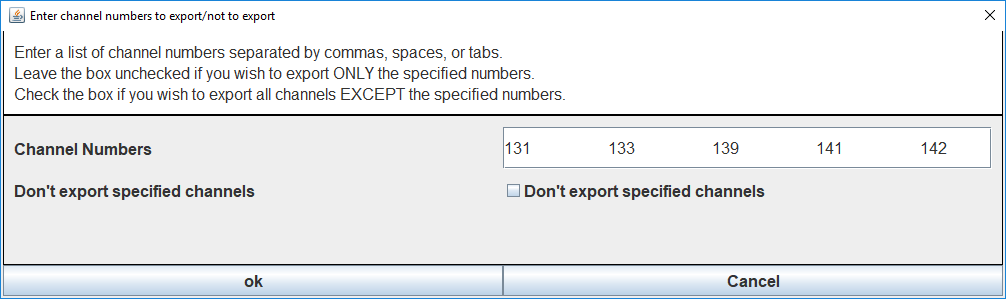 Enter channel numbers to export/not to export
Enter a list of channel numbers separated by commas, spaces, or tabs.
Leave the box unchecked if you wish to export ONLY the specified numbers.
Check the box if you wish to export all channels EXCEPT the specified numbers.
Channel Numbers 131 133 139 141 142
Don't export specified channels Don't export specified channels
ok Cancel